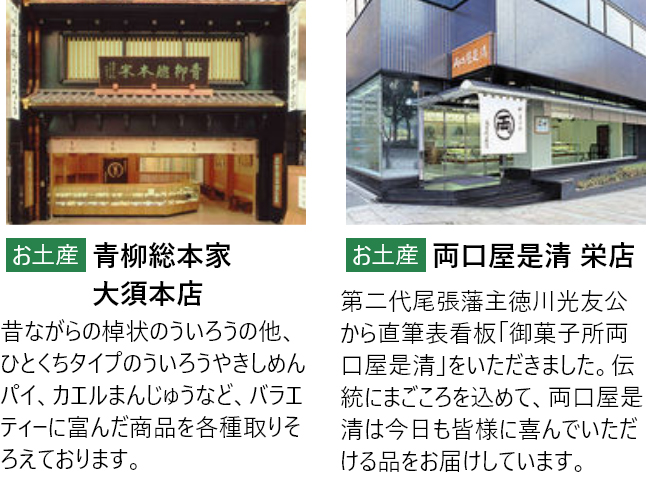 青柳總本家
両口屋是清
両
お土産 青柳総本家
大須本店
昔ながらの棹状のういろうの他、
ひとくちタイプのういろうやきしめん
パイ、カエルまんじゅうなど、バラエ
ティーに富んだ商品を各種取りそ
ろえております。
お土産 両口屋是清 栄店
第二代尾張藩主徳川光友公
から直筆表看板「御菓子所両
口屋是清」をいただきました。伝
統にまごころを込めて、両口屋是
清は今日も皆様に喜んでいただ
ける品をお届けしています。